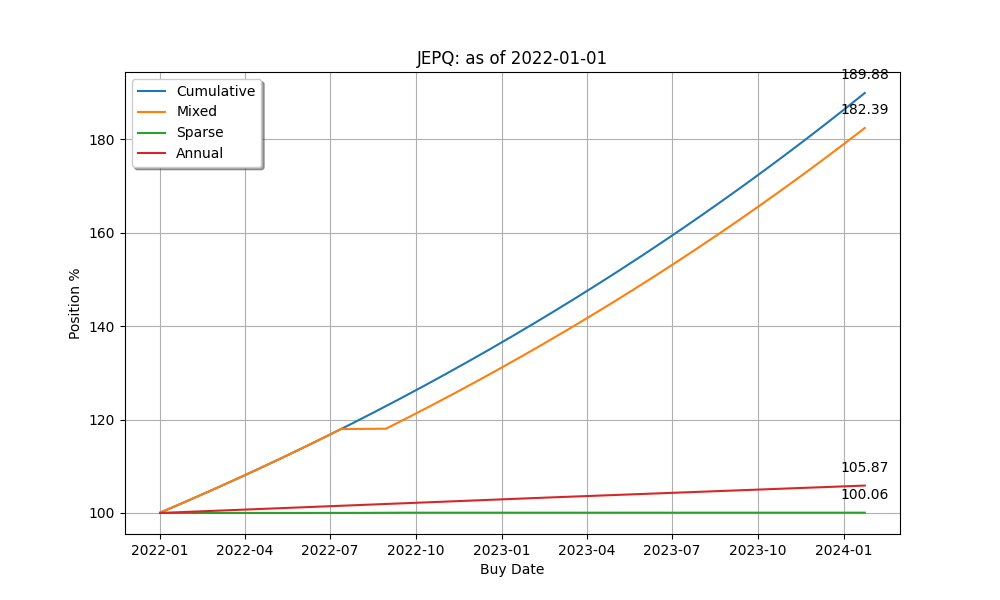 JEPQ: as of 2022-01-01
189.88
182.39
Cumulative
Mixed
Sparse
Annual
180
160
140
120
100
Position %
105.87
100.06
2022-01 2022-04 2022-07 2022-10 2023-01 2023-04 2023-07 2023-10 2024-01
Buy Date